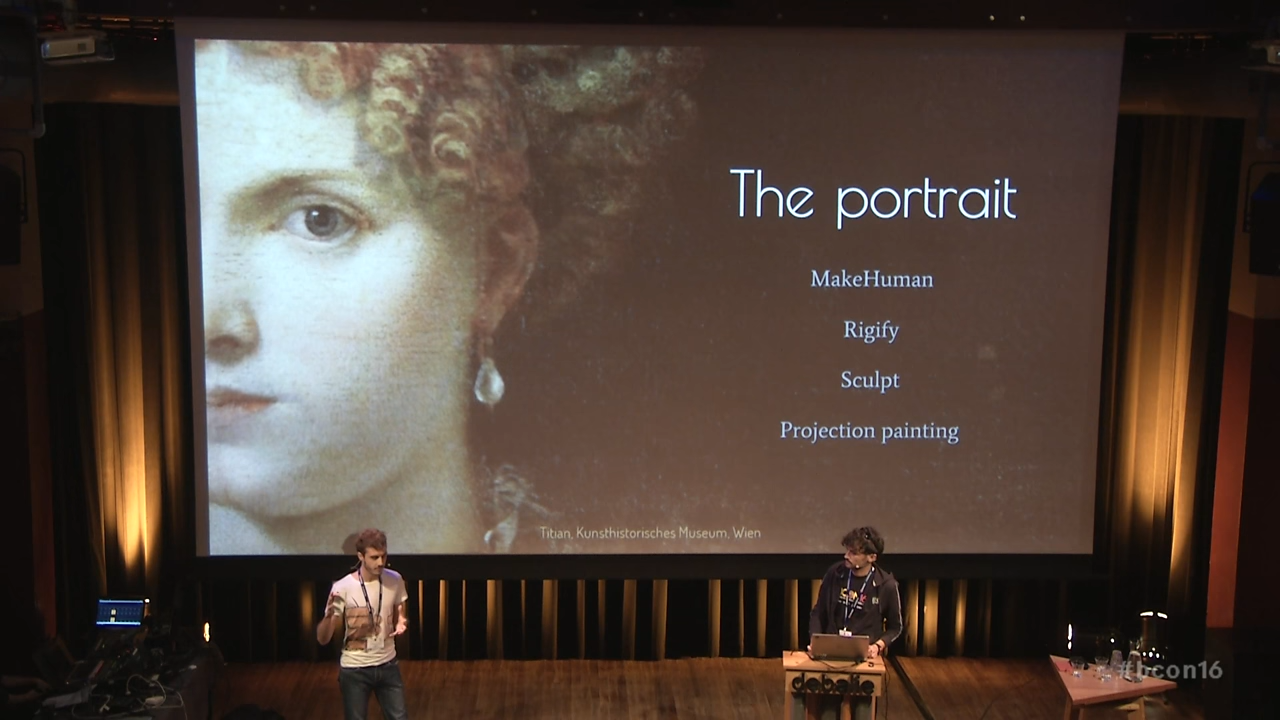 The portrait
MakeHuman
Rigify
Sculpt
Projection painting
Titian, Kunsthistorisches Museum, Wien
#bcon16